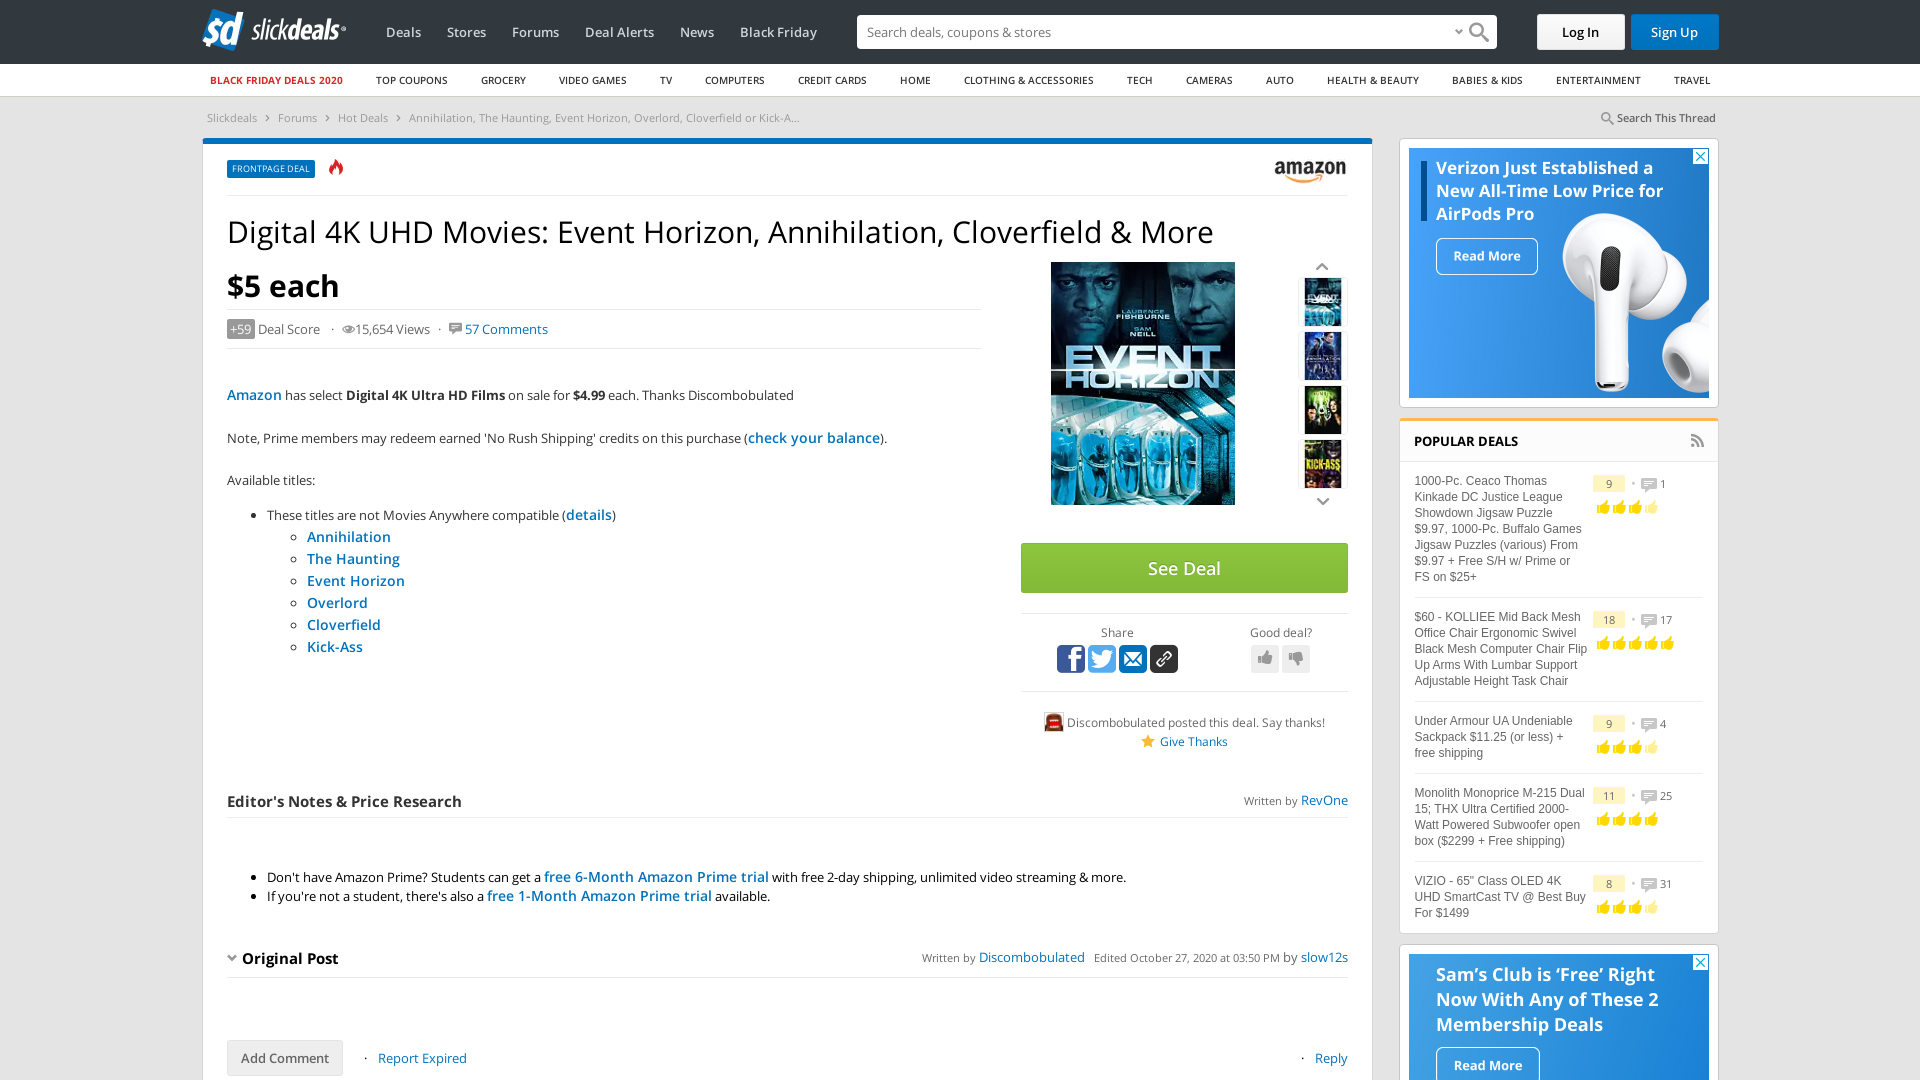 slickdeals
Deals Stores Forums Deal Alerts News Black Friday
Search deals, coupons & stores
Log In
Sign Up
BLACK FRIDAY DEALS 2020 TOP COUPONS GROCERY VIDEO GAMES TV COMPUTERS CREDIT CARDS HOME CLOTHING & ACCESSORIES TECH CAMERAS AUTO HEALTH & BEAUTY BABIES & KIDS ENTERTAINMENT TRAVEL
Slickdeals › Forums › Hot Deals › Annihilation, The Haunting, Event Horizon, Overlord, Cloverfield or Kick-A...
Search This Thread
FRONTPAGE DEAL
amazon
Digital 4K UHD Movies: Event Horizon, Annihilation, Cloverfield & More
$5 each
+59 Deal Score · 15,654 Views · 57 Comments
Amazon has select Digital 4K Ultra HD Films on sale for $4.99 each. Thanks Discombobulated
Note, Prime members may redeem earned 'No Rush Shipping' credits on this purchase (check your balance).
Available titles:
These titles are not Movies Anywhere compatible (details)
Annihilation
The Haunting
Event Horizon
Overlord
Cloverfield
Kick-Ass
LAURENCE
FISHBURNE
SAM
NEILL
EVENT
HORIZON
KICK-ASS
See Deal
Share
Good deal?
Discombobulated posted this deal. Say thanks!
Give Thanks
Editor's Notes & Price Research
Written by RevOne
Don't have Amazon Prime? Students can get a free 6-Month Amazon Prime trial with free 2-day shipping, unlimited video streaming & more.
If you're not a student, there's also a free 1-Month Amazon Prime trial available.
Original Post
Written by Discombobulated Edited October 27, 2020 at 03:50 PM by slow12s
Add Comment · Report Expired
· Reply
Verizon Just Established a
New All-Time Low Price for
AirPods Pro
Read More
POPULAR DEALS
1000-Pc. Ceaco Thomas
Kinkade DC Justice League
Showdown Jigsaw Puzzle
$9.97, 1000-Pc. Buffalo Games
Jigsaw Puzzles (various) From
$9.97 + Free S/H w/ Prime or
FS on $25+
9 • 1
$60 - KOLLIEE Mid Back Mesh
Office Chair Ergonomic Swivel
Black Mesh Computer Chair Flip
Up Arms With Lumbar Support
Adjustable Height Task Chair
18 • 17
Under Armour UA Undeniable
Sackpack $11.25 (or less) +
free shipping
9 • 4
Monolith Monoprice M-215 Dual
15; THX Ultra Certified 2000-
Watt Powered Subwoofer open
box ($2299 + Free shipping)
11 • 25
VIZIO - 65" Class OLED 4K
UHD SmartCast TV @ Best Buy
For $1499
8 • 31
Sam's Club is 'Free' Right
Now With Any of These 2
Membership Deals
Read More